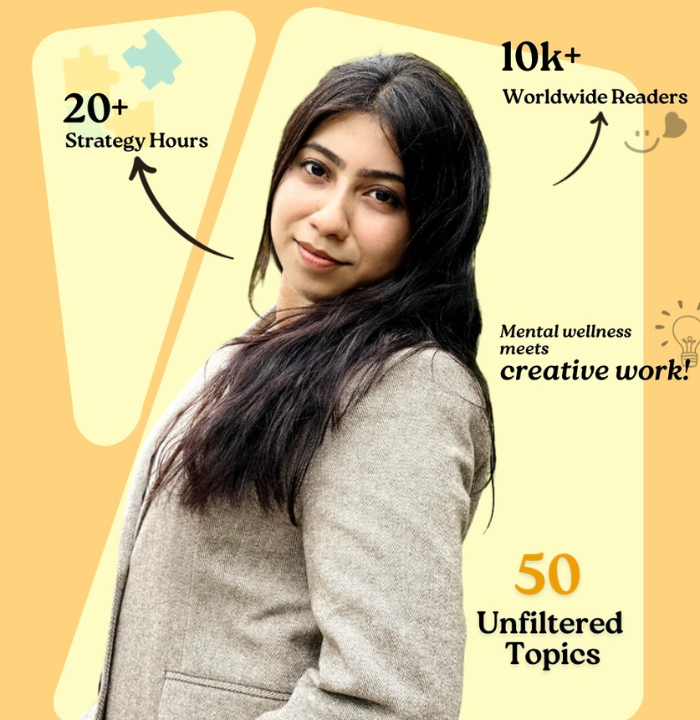 10k+
Worldwide Readers
20+
Strategy Hours
Mental wellness
meets
creative work!
50
Unfiltered
Topics